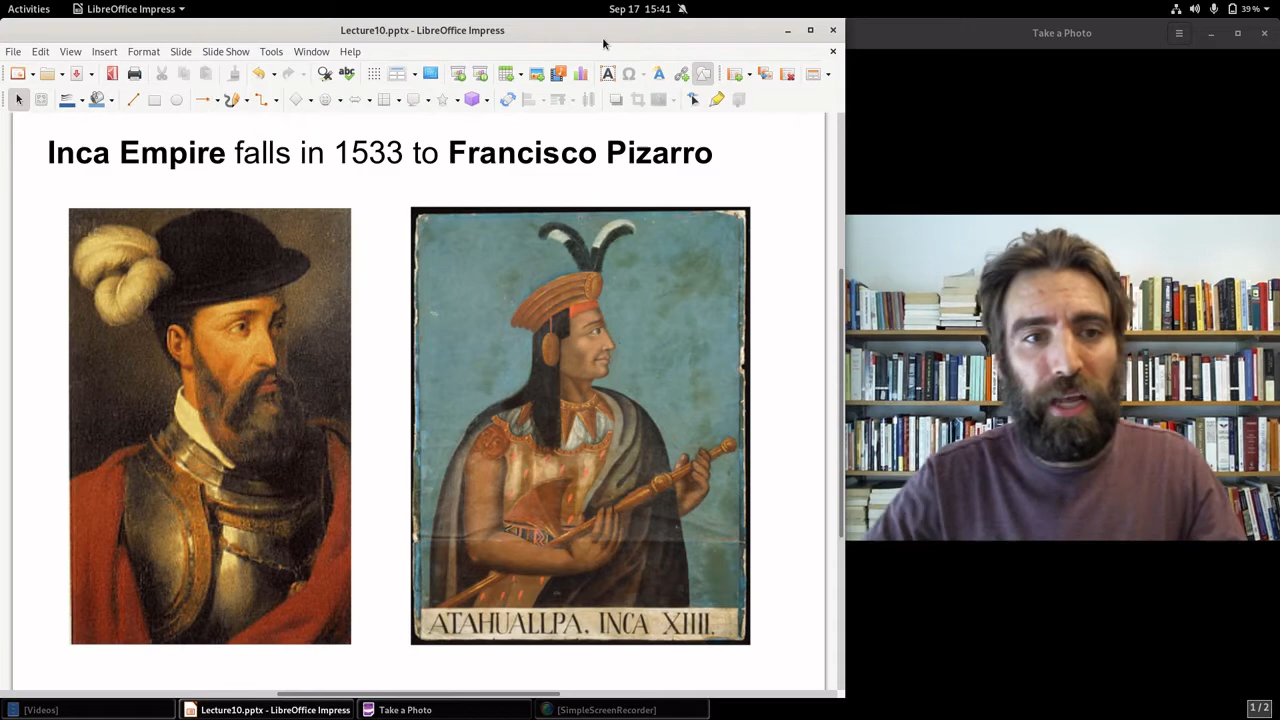 Activities
LibreOffice Impress
Sep 17 15:41
39 %
Lecture10.pptx - LibreOffice Impress
Take a Photo
File Edit View Insert Format Slide Slide Show Tools Window Help
abc
Inca Empire falls in 1533 to Francisco Pizarro
ATAHUALLPA. INCA XIIII.
[Videos]
Lecture10.pptx - LibreOffice Impress
Take a Photo
[SimpleScreenRecorder]
1 / 2